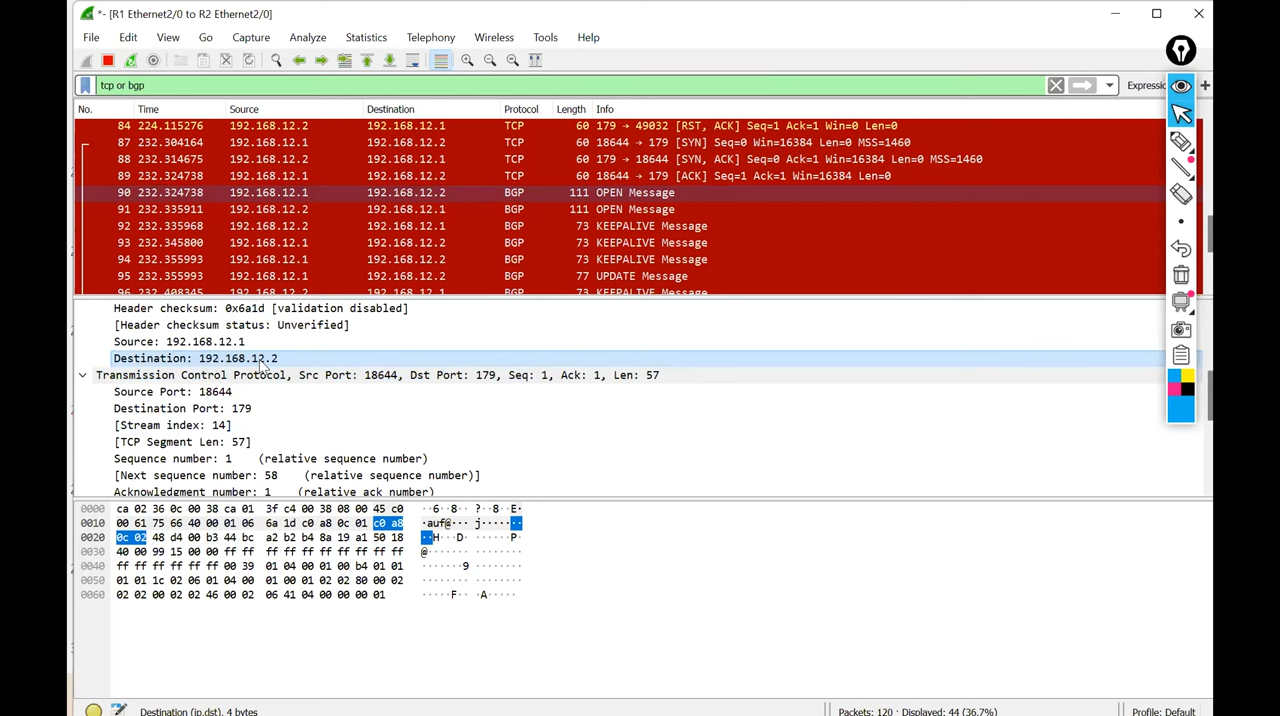 *- [R1 Ethernet2/0 to R2 Ethernet2/0]
File Edit View Go Capture Analyze Statistics Telephony Wireless Tools Help
tcp or bgp Expressio
No. Time Source Destination Protocol Length Info
84 224.115276 192.168.12.2 192.168.12.1 TCP 60 179 → 49032 [RST, ACK] Seq=1 Ack=1 Win=0 Len=0
87 232.304164 192.168.12.1 192.168.12.2 TCP 60 18644 → 179 [SYN] Seq=0 Win=16384 Len=0 MSS=1460
88 232.314675 192.168.12.2 192.168.12.1 TCP 60 179 → 18644 [SYN, ACK] Seq=0 Ack=1 Win=16384 Len=0 MSS=1460
89 232.324738 192.168.12.1 192.168.12.2 TCP 60 18644 → 179 [ACK] Seq=1 Ack=1 Win=16384 Len=0
90 232.324738 192.168.12.1 192.168.12.2 BGP 111 OPEN Message
91 232.335911 192.168.12.2 192.168.12.1 BGP 111 OPEN Message
92 232.335968 192.168.12.2 192.168.12.1 BGP 73 KEEPALIVE Message
93 232.345800 192.168.12.1 192.168.12.2 BGP 73 KEEPALIVE Message
94 232.355993 192.168.12.1 192.168.12.2 BGP 73 KEEPALIVE Message
95 232.355993 192.168.12.1 192.168.12.2 BGP 77 UPDATE Message
96 232.408345 192.168.12.2 192.168.12.1 BGP 73 KEEPALIVE Message
Header checksum: 0x6a1d [validation disabled]
[Header checksum status: Unverified]
Source: 192.168.12.1
Destination: 192.168.12.2
Transmission Control Protocol, Src Port: 18644, Dst Port: 179, Seq: 1, Ack: 1, Len: 57
Source Port: 18644
Destination Port: 179
[Stream index: 14]
[TCP Segment Len: 57]
Sequence number: 1 (relative sequence number)
[Next sequence number: 58 (relative sequence number)]
Acknowledgment number: 1 (relative ack number)
0000 ca 02 36 0c 00 38 ca 01 3f c4 00 38 08 00 45 c0 ··6··8·· ?··8··E·
0010 00 61 75 66 40 00 01 06 6a 1d c0 a8 0c 01 c0 a8 ·auf@··· j·······
0020 0c 02 48 d4 00 b3 44 bc a2 b2 b4 8a 19 a1 50 18 ··H···D· ······P·
0030 40 00 99 15 00 00 ff ff ff ff ff ff ff ff ff ff @······· ········
0040 ff ff ff ff ff ff 00 39 01 04 00 01 00 b4 01 01 ·······9 ········
0050 01 01 1c 02 06 01 04 00 01 00 01 02 02 80 00 02 ········ ········
0060 02 02 00 02 02 46 00 02 06 41 04 00 00 00 01 ·····F·· ·A·····
Destination (ip.dst), 4 bytes Packets: 120 · Displayed: 44 (36.7%) Profile: Default